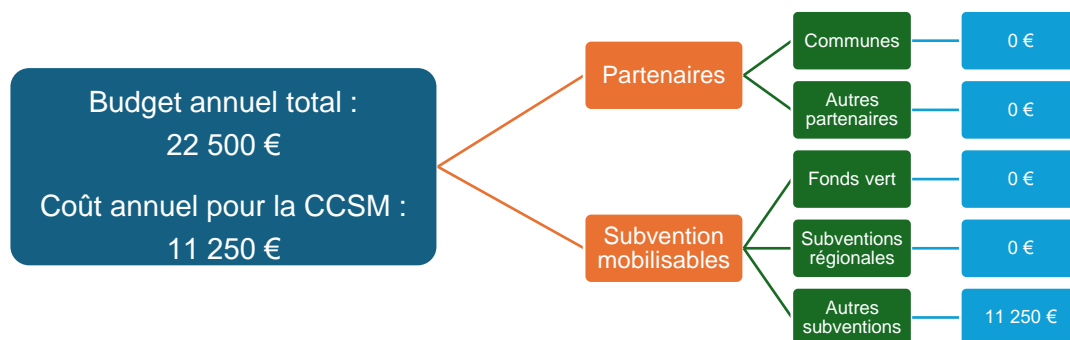 Budget annuel total :
22 500 €
Coût annuel pour la CCSM :
11 250 €
Partenaires
Communes
0 €
Autres
partenaires
0 €
Subvention
mobilisables
Fonds vert
0 €
Subventions
régionales
0 €
Autres
subventions
11 250 €